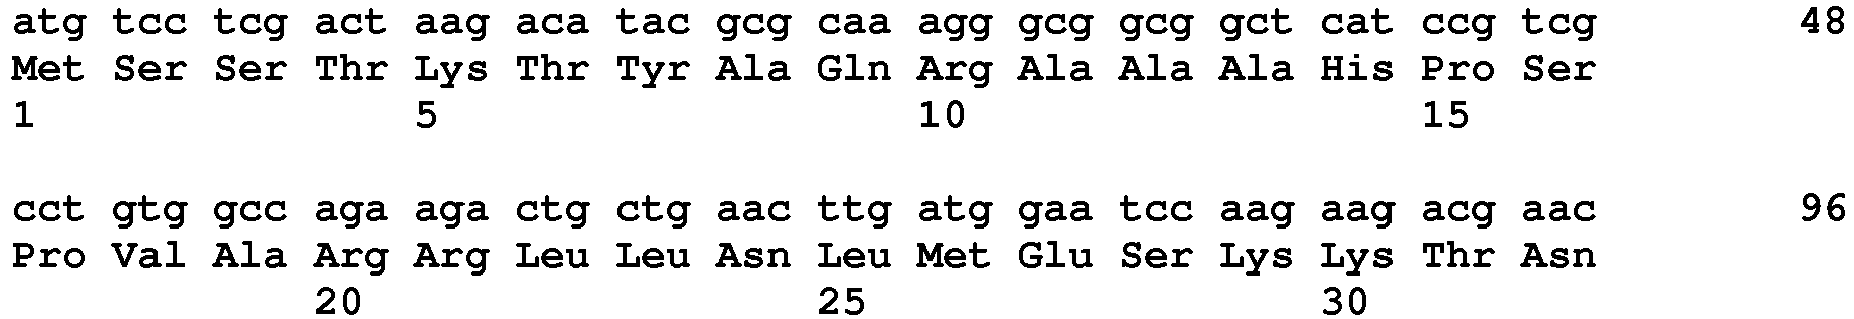 atg tcc tcg act aag aca tac gcg caa agg gcg gcg gct cat ccg tcg 48
Met Ser Ser Thr Lys Thr Tyr Ala Gln Arg Ala Ala Ala His Pro Ser
1 5 10 15
cct gtg gcc aga aga ctg ctg aac ttg atg gaa tcc aag aag acg aac 96
Pro Val Ala Arg Arg Leu Leu Asn Leu Met Glu Ser Lys Lys Thr Asn
20 25 30